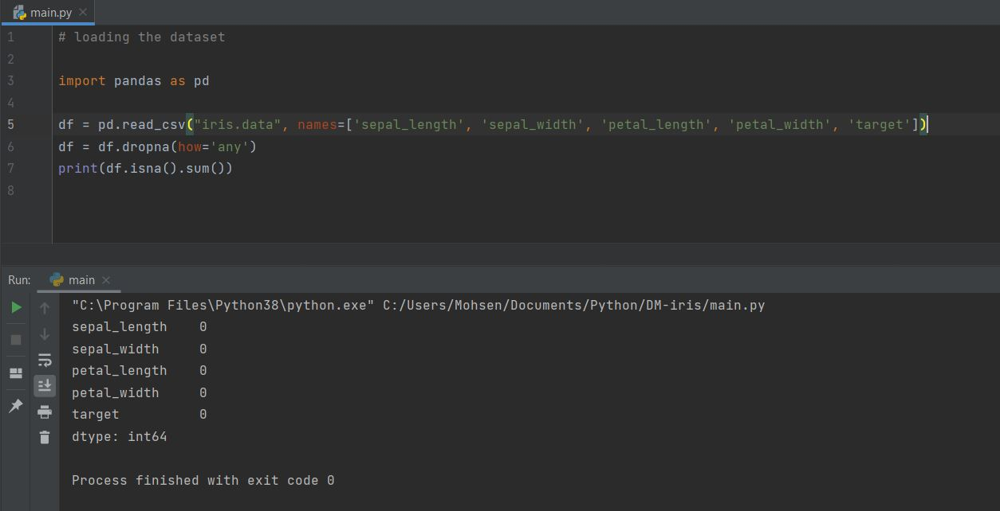 main.py
1 # loading the dataset
2
3 import pandas as pd
4
5 df = pd.read_csv("iris.data", names=['sepal_length', 'sepal_width', 'petal_length', 'petal_width', 'target'])
6 df = df.dropna(how='any')
7 print(df.isna().sum())
8
Run: main
"C:\Program Files\Python38\python.exe" C:/Users/Mohsen/Documents/Python/DM-iris/main.py
sepal_length    0
sepal_width     0
petal_length    0
petal_width     0
target          0
dtype: int64
Process finished with exit code 0